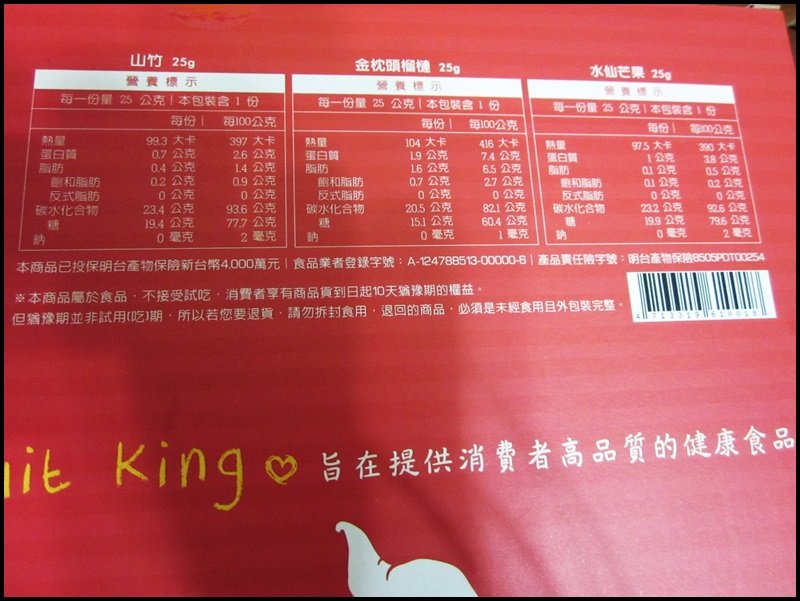 山竹 25g
營養標示
每一份量 25 公克|本包裝含 1 份
每份| 每100公克
熱量 99.3 大卡 397 大卡
蛋白質 0.7 公克 2.6 公克
脂肪 0.4 公克 1.4 公克
飽和脂肪 0.2 公克 0.9 公克
反式脂肪 0 公克 0 公克
碳水化合物 23.4 公克 93.6 公克
糖 19.4 公克 77.7 公克
鈉 0 毫克 2 毫克
金枕頭榴槤 25g
營養標示
每一份量 25 公克|本包裝含 1 份
每份| 每100公克
熱量 104 大卡 416 大卡
蛋白質 1.9 公克 7.4 公克
脂肪 1.6 公克 6.5 公克
飽和脂肪 0.7 公克 2.7 公克
反式脂肪 0 公克 0 公克
碳水化合物 20.5 公克 82.1 公克
糖 15.1 公克 60.4 公克
鈉 0 毫克 1 毫克
水仙芒果 25g
營養標示
每一份量 25 公克|本包裝含 1 份
每份| 每100公克
熱量 97.5 大卡 390 大卡
蛋白質 1 公克 3.8 公克
脂肪 0.1 公克 0.5 公克
飽和脂肪 0.1 公克 0.2 公克
反式脂肪 0 公克 0 公克
碳水化合物 23.2 公克 92.6 公克
糖 19.9 公克 79.6 公克
鈉 0 毫克 2 毫克
本商品已投保明台產物保險新台幣4,000萬元|食品業者登錄字號:A-124788513-00000-6|產品責任險字號:明台產物保險8505PDT00254
※本商品屬於食品,不接受試吃,消費者享有商品貨到日起10天猶豫期的權益。
但猶豫期並非試用(吃)期,所以若您要退貨,請勿拆封食用,退回的商品,必須是未經食用且外包裝完整。
4 713319 610018
uit King 旨在提供消費者高品質的健康食品